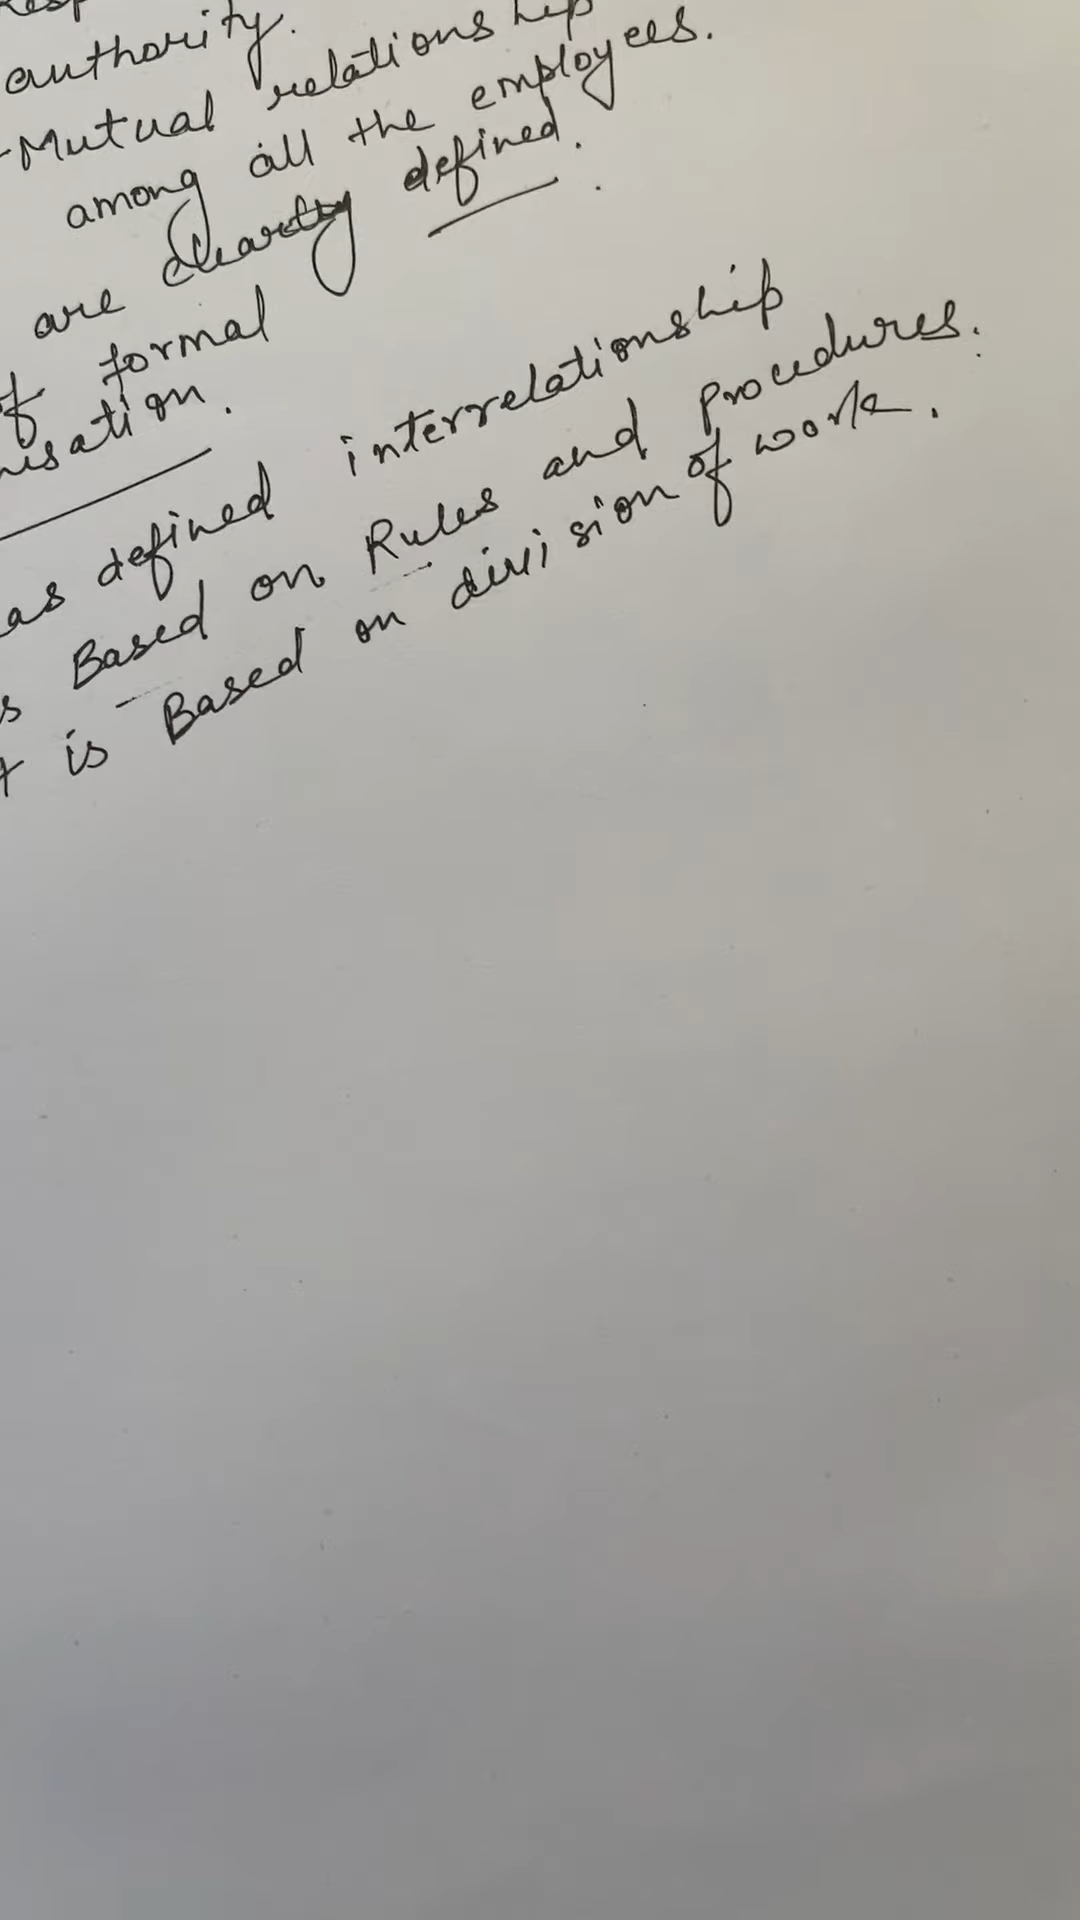 authority.
-Mutual relationship
among all the employees.
are clearly defined.
formal
as defined interrelationship
Based on Rules and Procedures.
is Based on division of work.